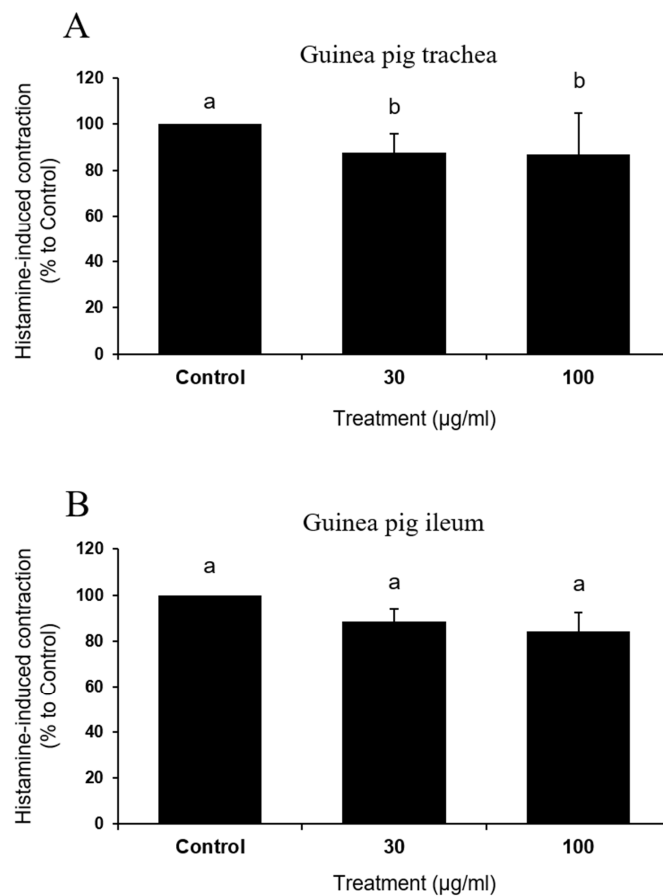 A
Guinea pig trachea
Histamine-induced contraction
(% to Control)
120
100
80
60
40
20
0
a
b
b
Control
30
100
Treatment (µg/ml)
B
Guinea pig ileum
Histamine-induced contraction
(% to Control)
120
100
80
60
40
20
0
a
a
a
Control
30
100
Treatment (µg/ml)